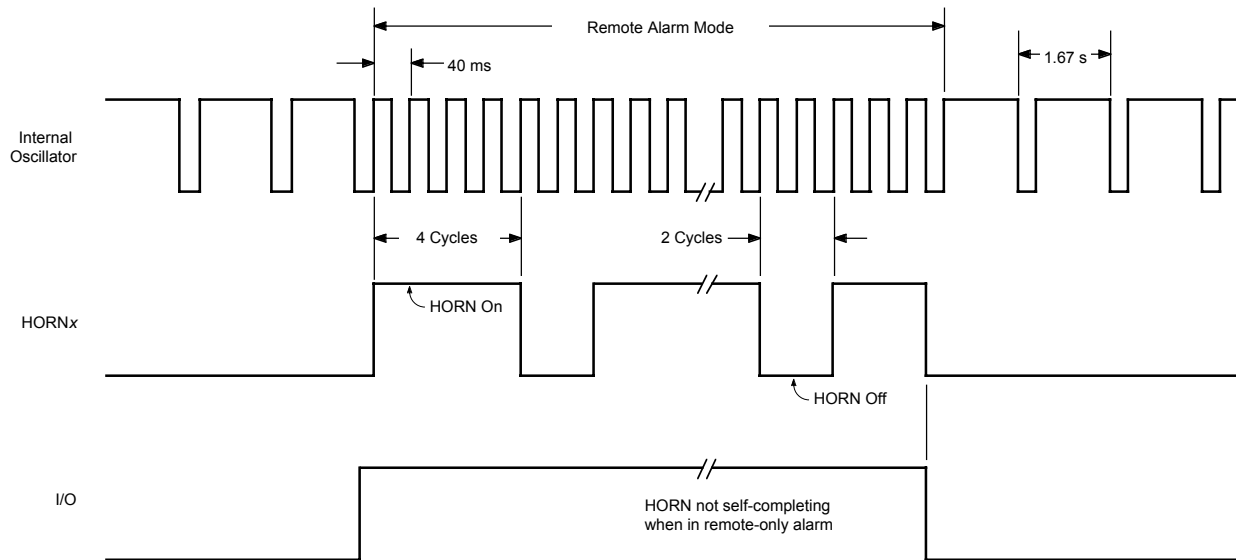 Remote Alarm Mode
40 ms
1.67 s
Internal
Oscillator
4 Cycles
2 Cycles
HORN On
HORNx
HORN Off
I/O
HORN not self-completing
when in remote-only alarm